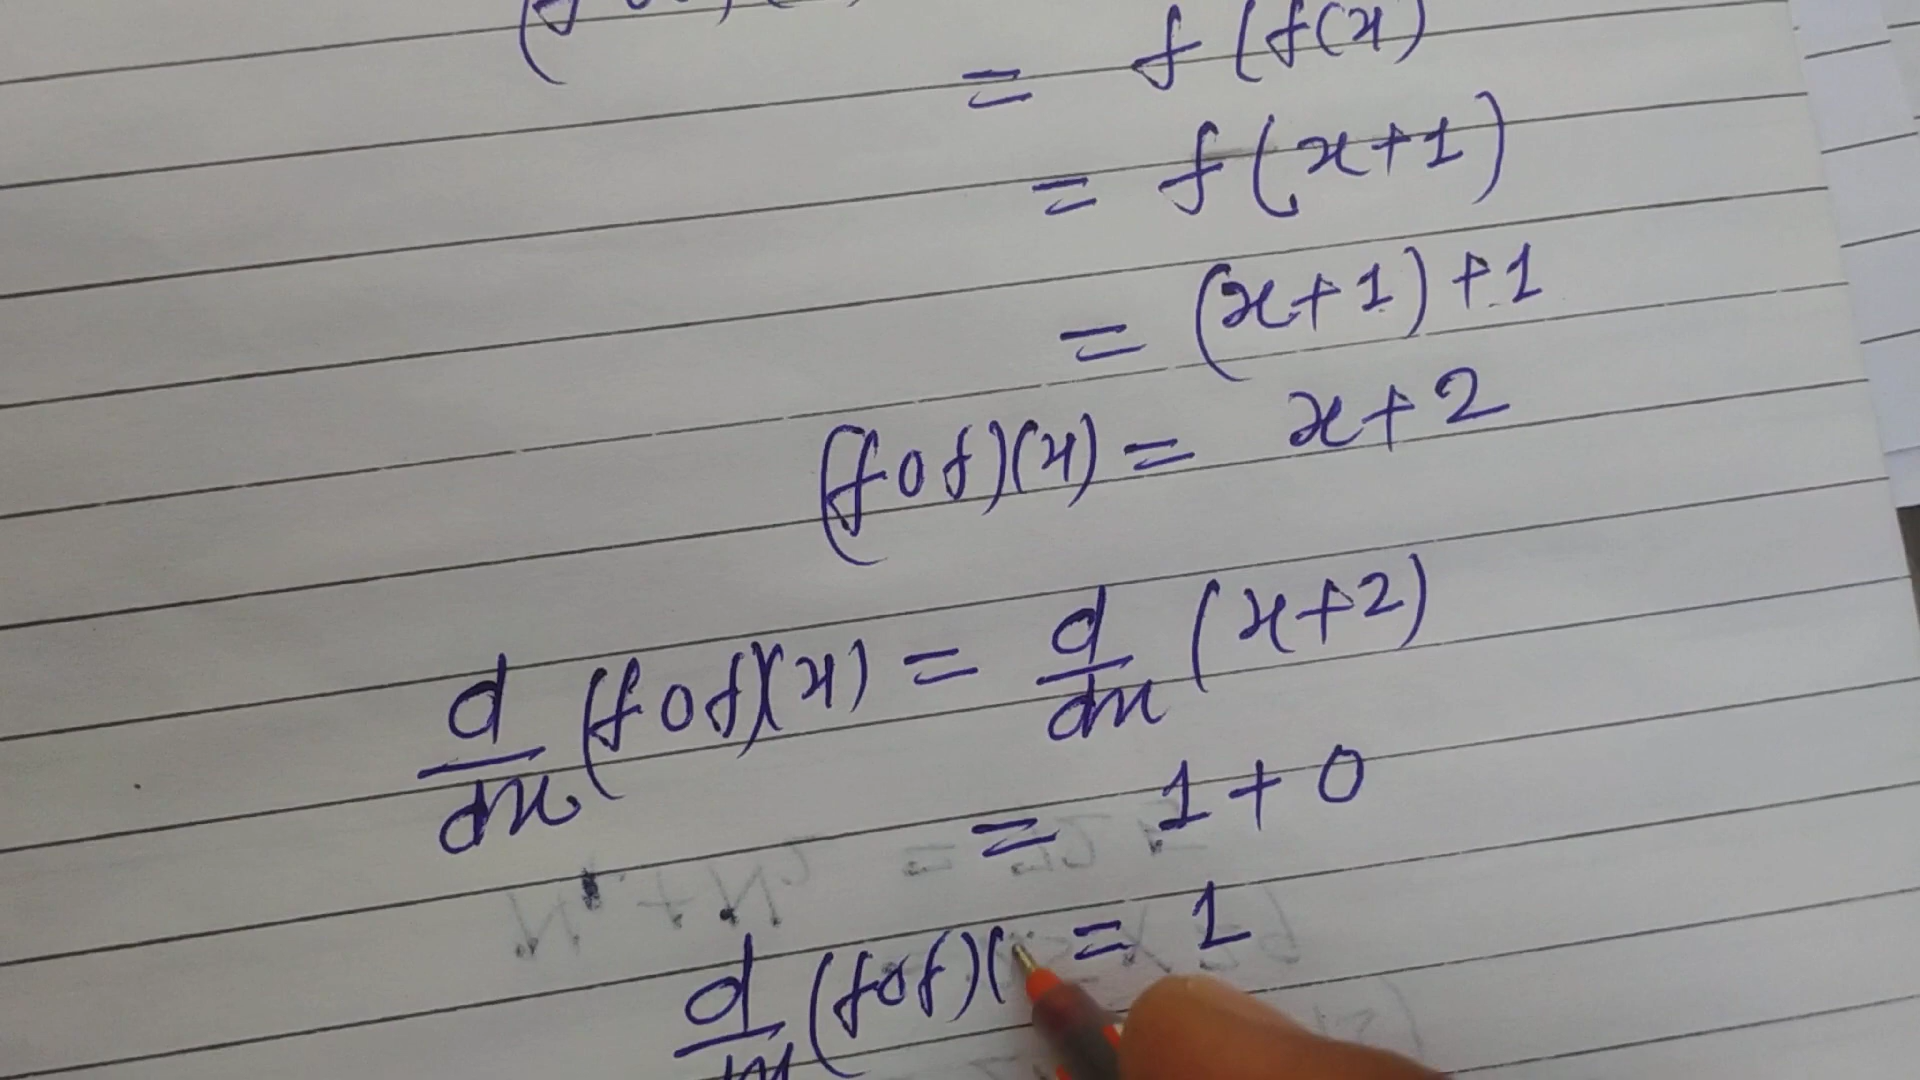 = f(f(x)
= f(x+1)
= (x+1)+1
(fof)(x) = x+2
d/dx (fof)(x) = d/dx (x+2)
= 1+0
d/dx (fof)( = 1